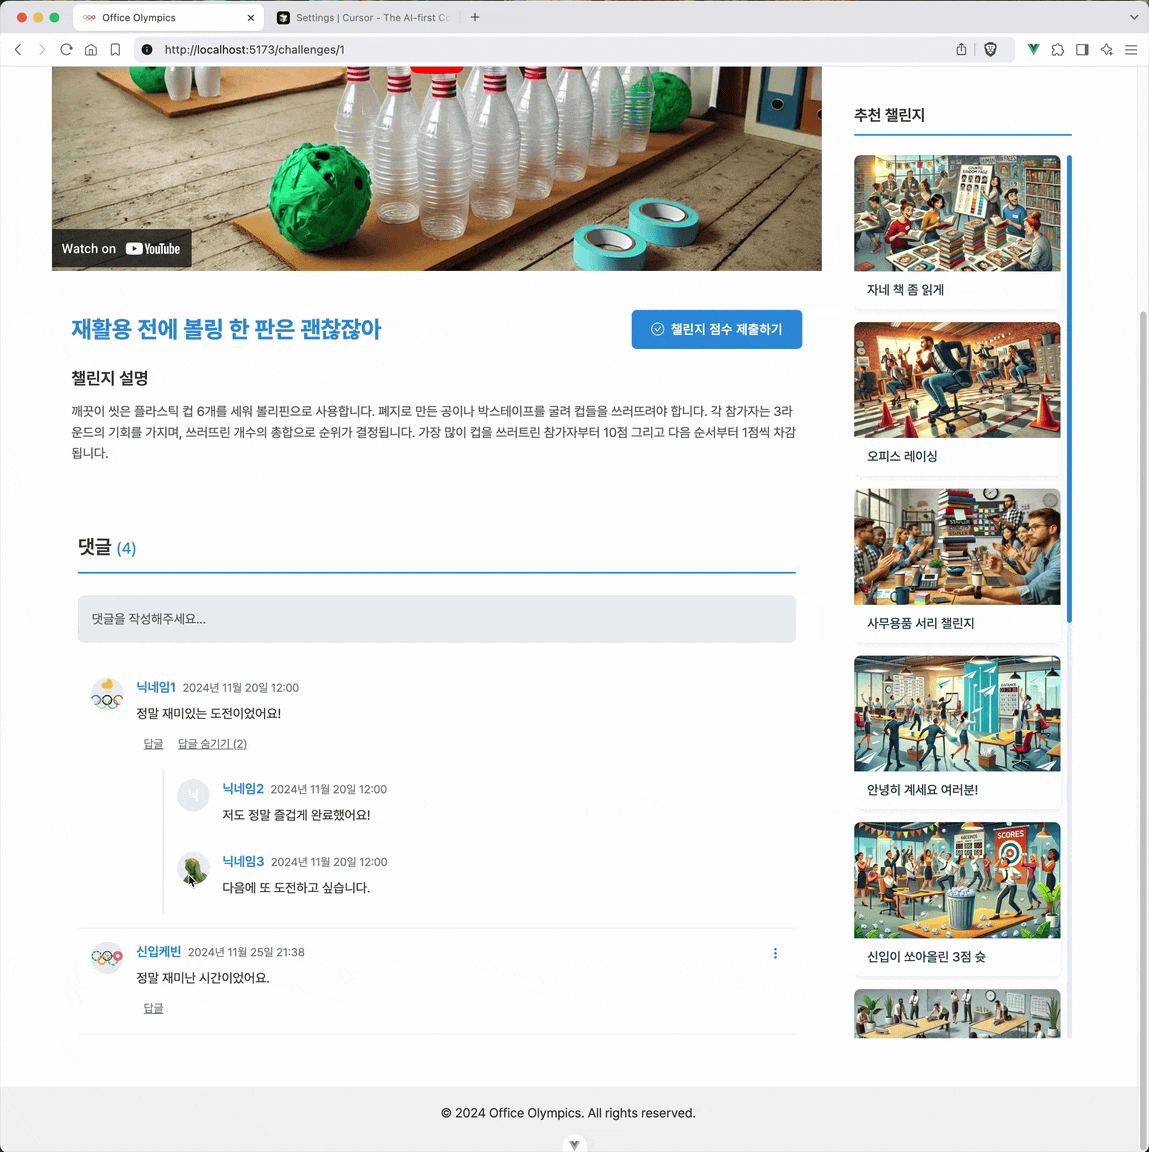 Office Olympics
Settings | Cursor - The AI-first Co
http://localhost:5173/challenges/1
Watch on YouTube
재활용 전에 볼링 한 판은 괜찮잖아
챌린지 점수 제출하기
챌린지 설명
깨끗이 씻은 플라스틱 컵 6개를 세워 볼리핀으로 사용합니다. 폐지로 만든 공이나 박스테이프를 굴려 컵들을 쓰러뜨려야 합니다. 각 참가자는 3라
운드의 기회를 가지며, 쓰러뜨린 개수의 총합으로 순위가 결정됩니다. 가장 많이 컵을 쓰러트린 참가자부터 10점 그리고 다음 순서부터 1점씩 차감
됩니다.
댓글 (4)
댓글을 작성해주세요...
닉네임1 2024년 11월 20일 12:00
정말 재미있는 도전이었어요!
답글 답글 숨기기 (2)
닉
닉네임2 2024년 11월 20일 12:00
저도 정말 즐겁게 완료했어요!
닉네임3 2024년 11월 20일 12:00
다음에 또 도전하고 싶습니다.
신입케빈 2024년 11월 25일 21:38
정말 재미난 시간이었어요.
답글
추천 챌린지
자네 책 좀 읽게
오피스 레이싱
사무용품 서리 챌린지
안녕히 계세요 여러분!
SCORES
신입이 쏘아올린 3점 슛
© 2024 Office Olympics. All rights reserved.